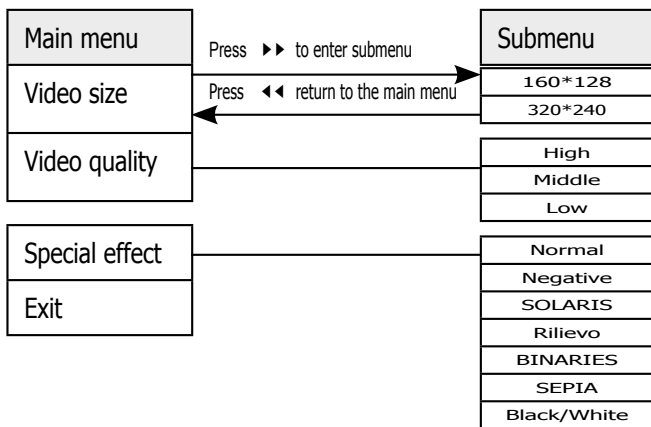 Main menu
Press ▶▶ to enter submenu
Submenu
Video size
Press ◀◀ return to the main menu
160*128
320*240
Video quality
High
Middle
Low
Special effect
Normal
Negative
Exit
SOLARIS
Rilievo
BINARIES
SEPIA
Black/White